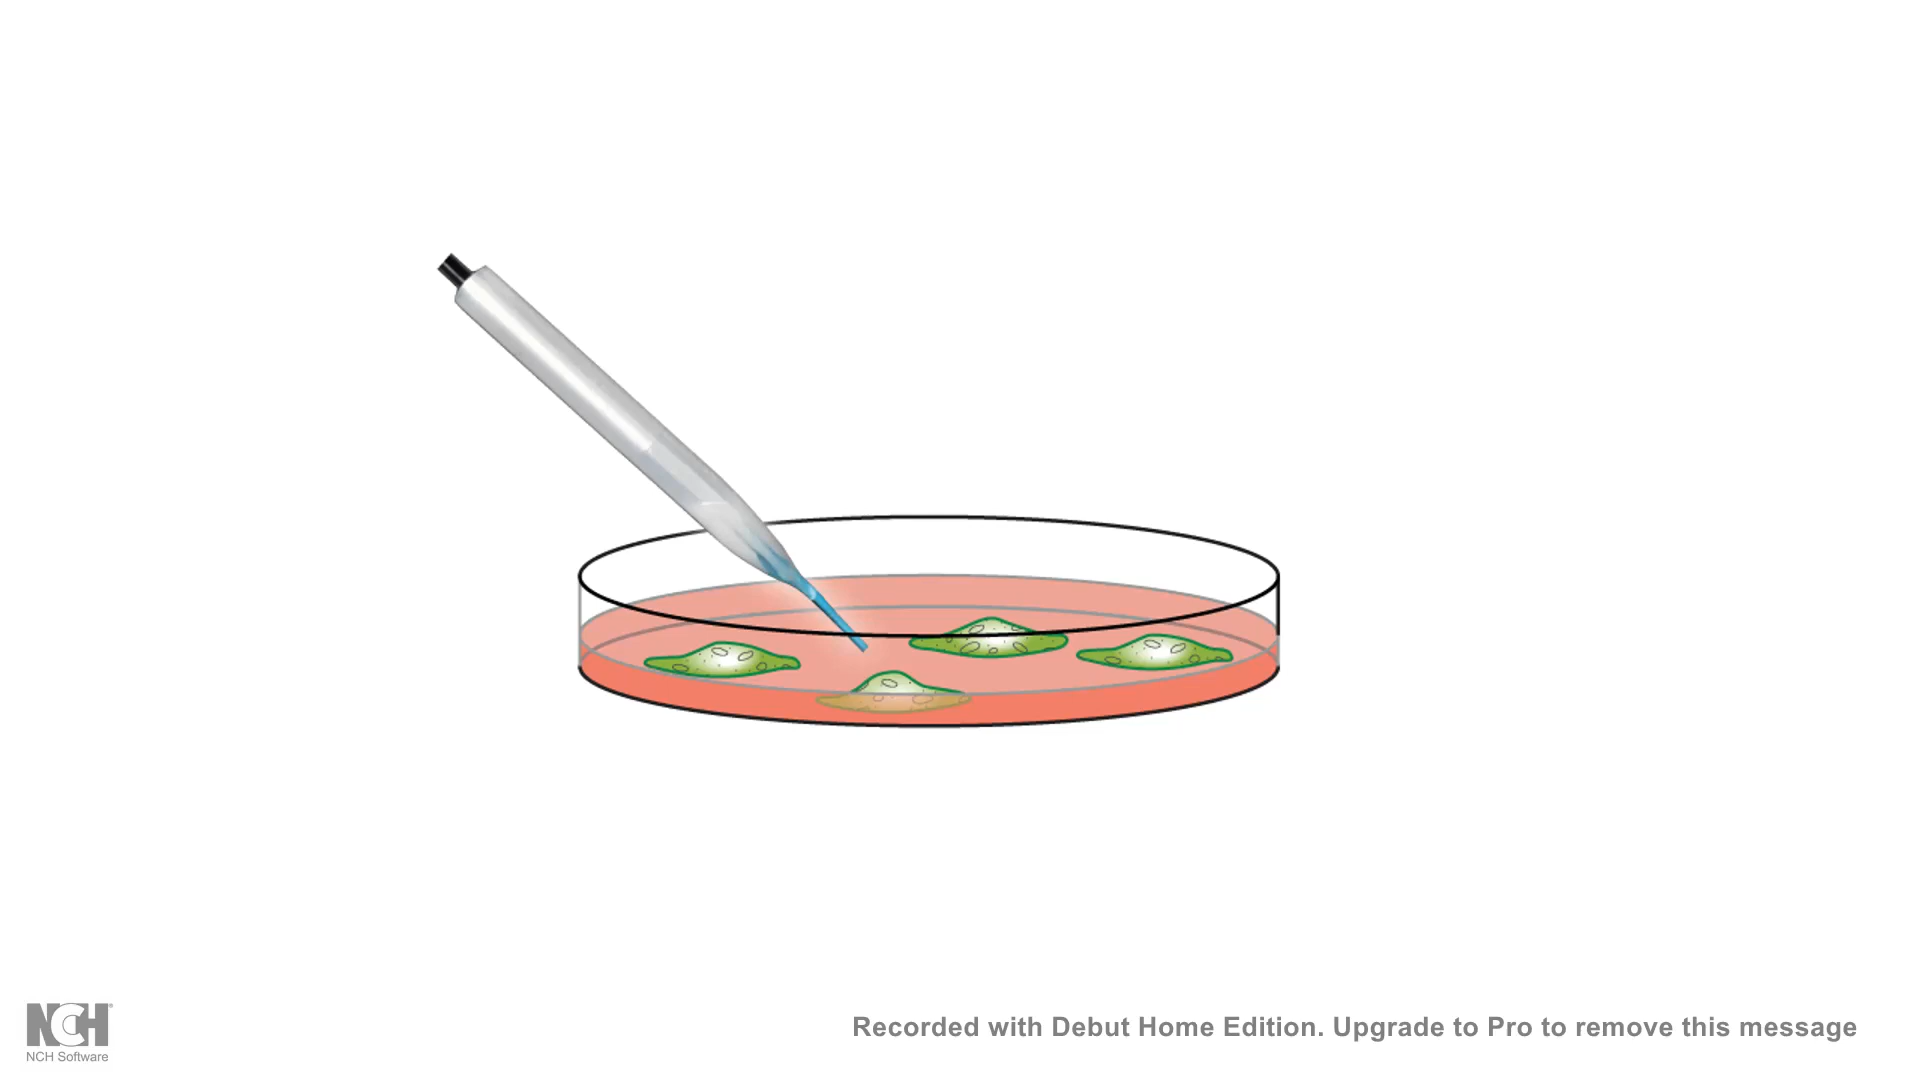 NCH
NCH Software
Recorded with Debut Home Edition. Upgrade to Pro to remove this message